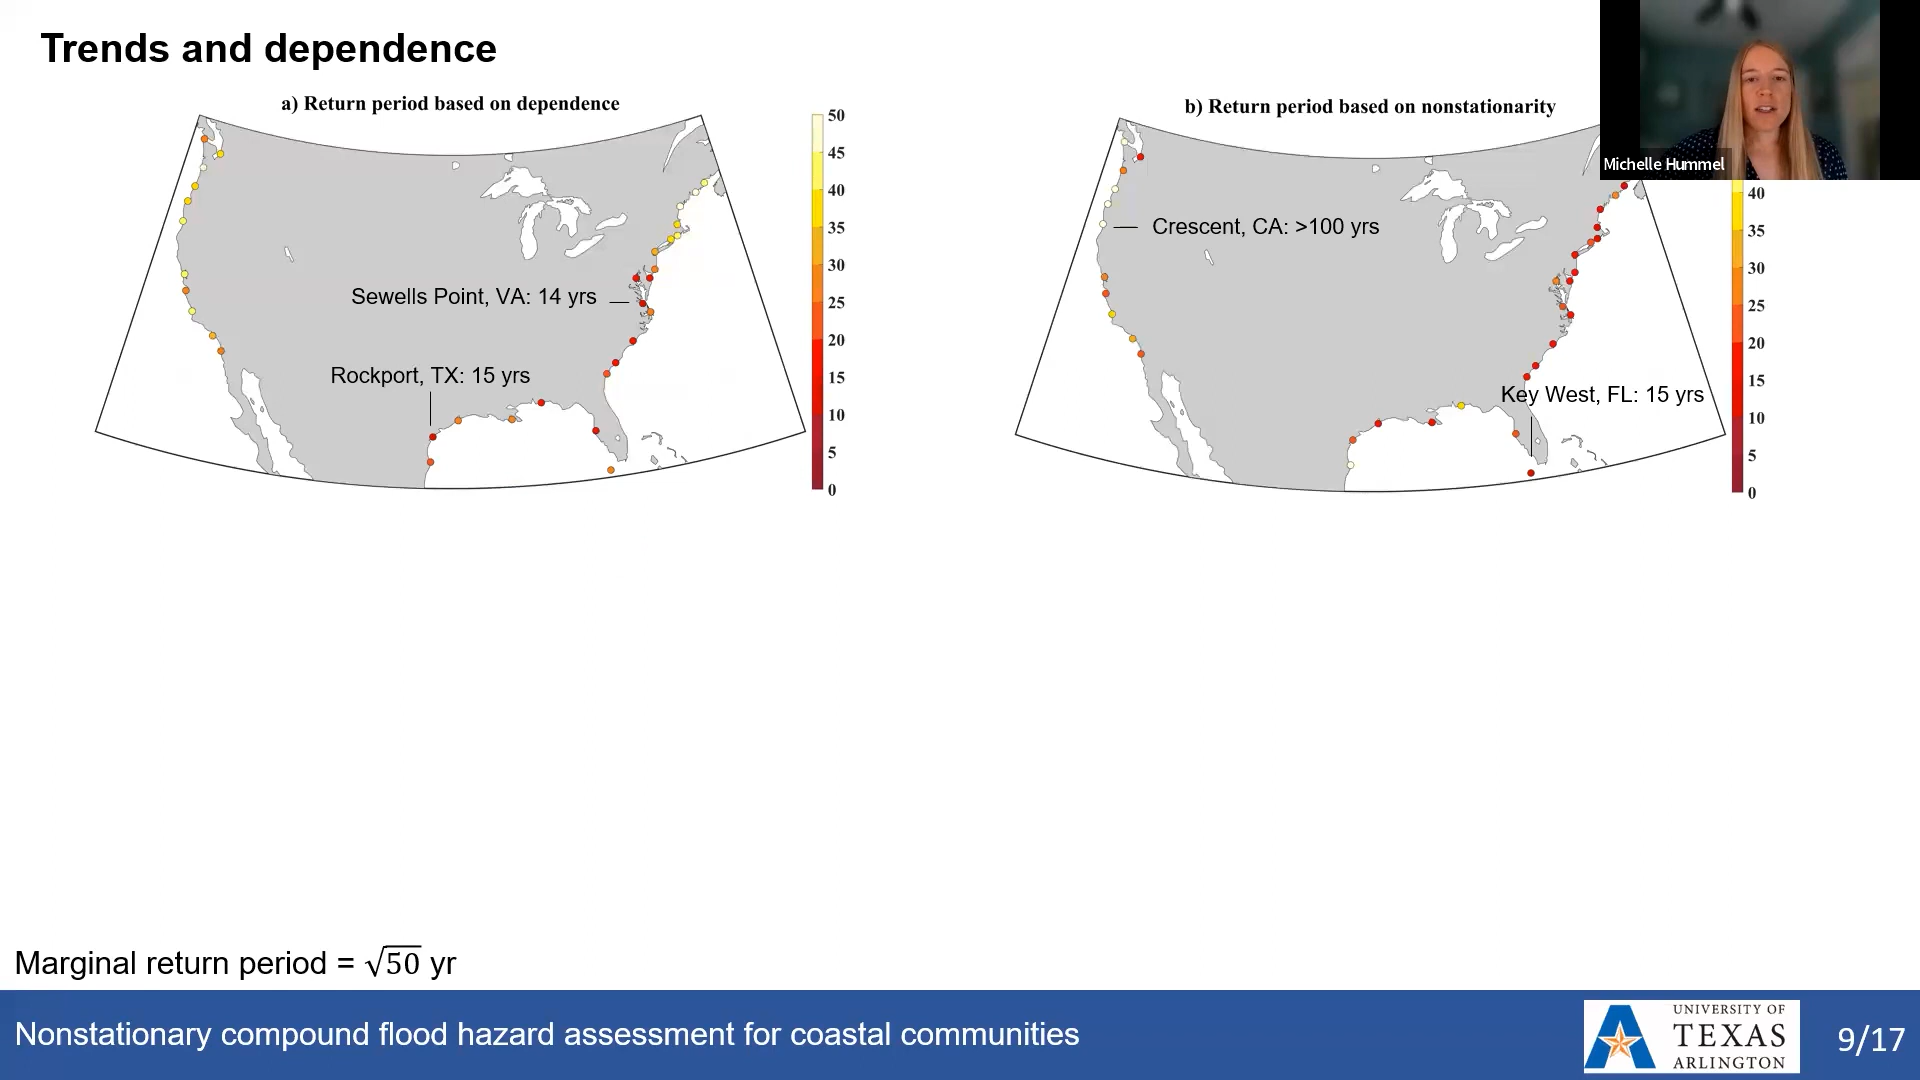 Trends and dependence
a) Return period based on dependence
50
45
40
35
30
25
20
15
10
5
0
Sewells Point, VA: 14 yrs
Rockport, TX: 15 yrs
b) Return period based on nonstationarity
40
35
30
25
20
15
10
5
0
Crescent, CA: >100 yrs
Key West, FL: 15 yrs
Michelle Hummel
Marginal return period = √50 yr
Nonstationary compound flood hazard assessment for coastal communities
UNIVERSITY OF
TEXAS
ARLINGTON
9/17